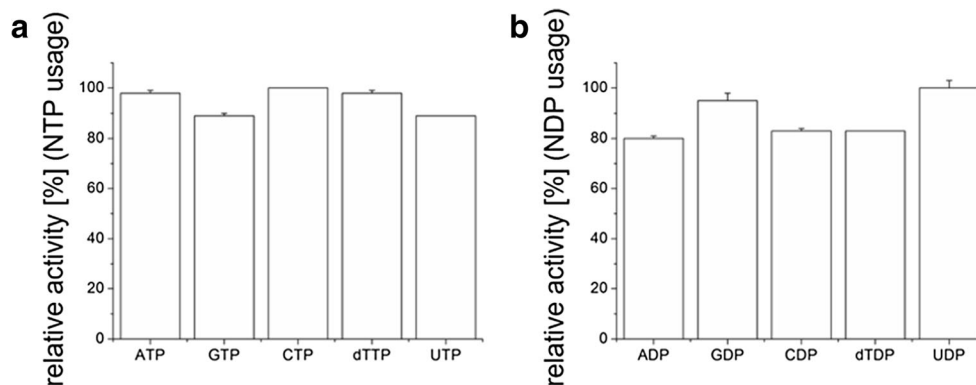 a
relative activity [%] (NTP usage)
100
80
60
40
20
0
ATP GTP CTP dTTP UTP
b
relative activity [%] (NDP usage)
100
80
60
40
20
0
ADP GDP CDP dTDP UDP